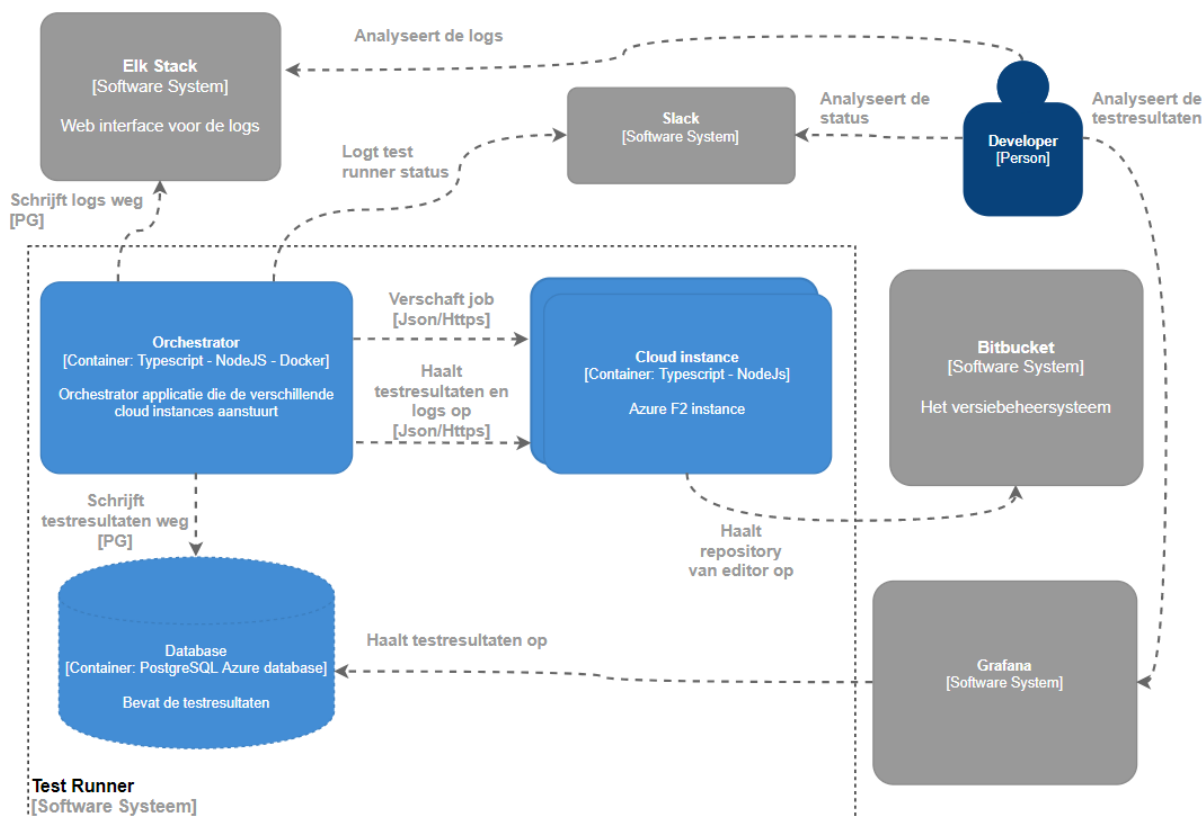 Elk Stack
[Software System]
Web interface voor de logs
Analyseert de logs
Slack
[Software System]
Analyseert de
status
Developer
[Person]
Analyseert de
testresultaten
Logt test
runner status
Schrijft logs weg
[PG]
Orchestrator
[Container: Typescript - NodeJS - Docker]
Orchestrator applicatie die de verschillende
cloud instances aanstuurt
Verschaft job
[Json/Https]
Haalt
testresultaten en
logs op
[Json/Https]
Cloud instance
[Container: Typescript - NodeJs]
Azure F2 instance
Bitbucket
[Software System]
Het versiebeheersysteem
Schrijft
testresultaten weg
[PG]
Haalt
repository
van editor op
Database
[Container: PostgreSQL Azure database]
Bevat de testresultaten
Haalt testresultaten op
Grafana
[Software System]
Test Runner
[Software Systeem]